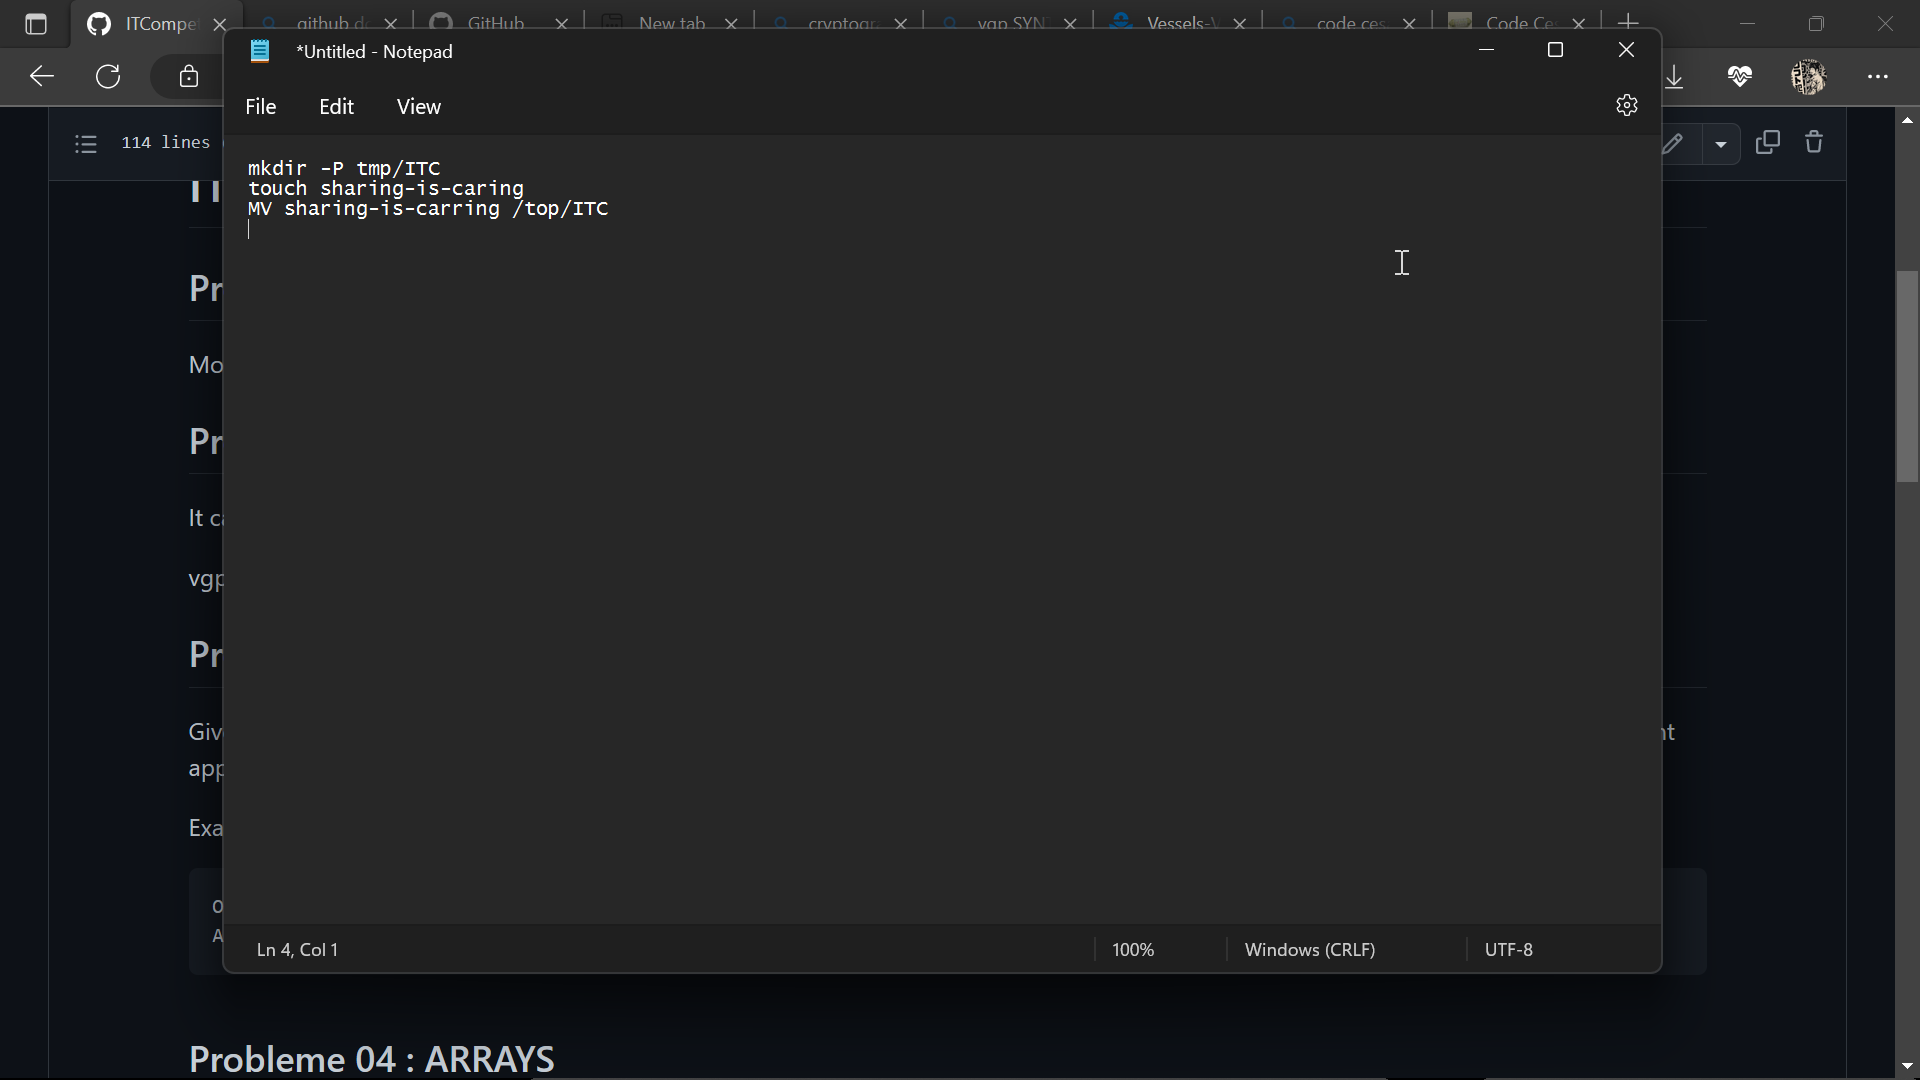 ITCompe
github d
GitHub
New tab
cryptogr
vgp SYN
Vessels-V
code ces
Code Ce
*Untitled - Notepad
File Edit View
114 lines
mkdir -P tmp/ITC
touch sharing-is-caring
MV sharing-is-carring /top/ITC
Pr
Mo
Pr
It ca
vgp
Pr
Giv
nt
app
Exa
Ln 4, Col 1
100%
Windows (CRLF)
UTF-8
Probleme 04 : ARRAYS